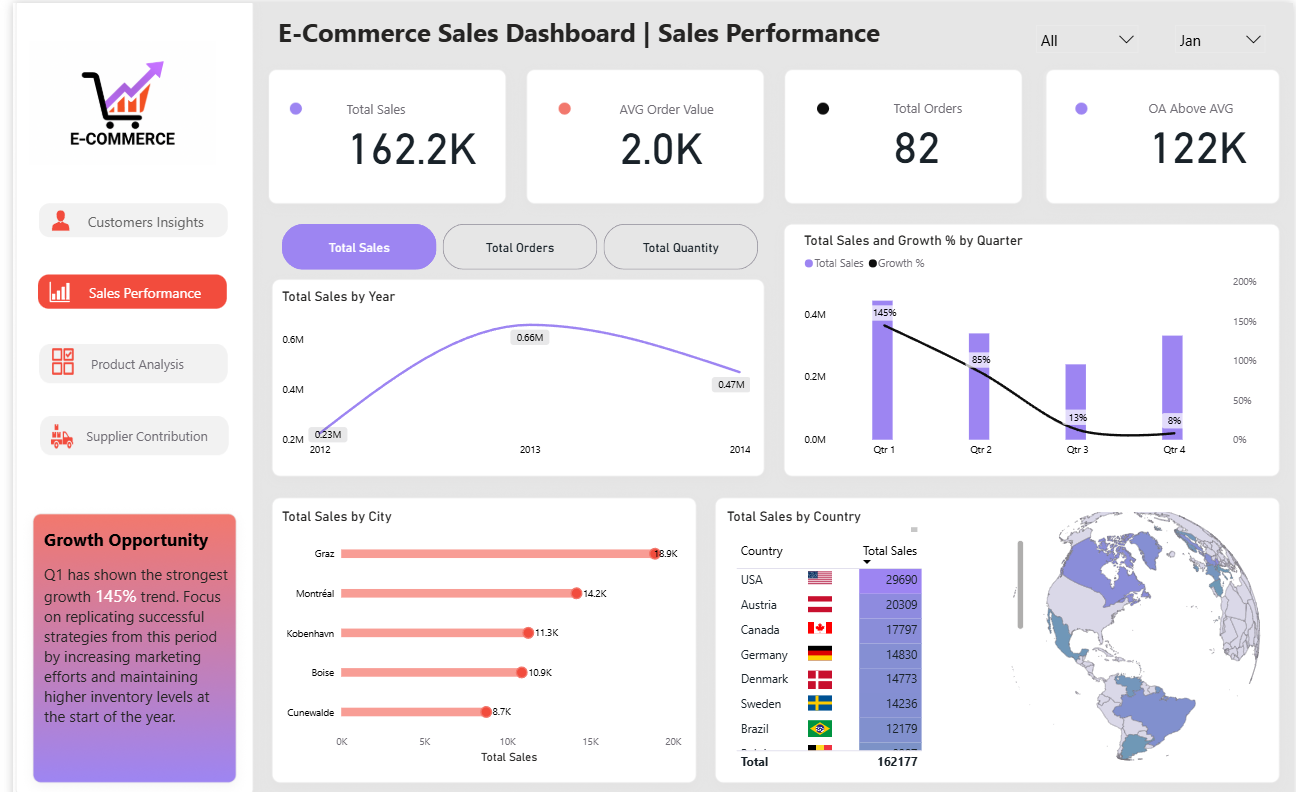 E-Commerce Sales Dashboard | Sales Performance
All
Jan
E-COMMERCE
Customers Insights
Sales Performance
Product Analysis
Supplier Contribution
Growth Opportunity
Q1 has shown the strongest
growth 145% trend. Focus
on replicating successful
strategies from this period
by increasing marketing
efforts and maintaining
higher inventory levels at
the start of the year.
Total Sales
162.2K
AVG Order Value
2.0K
Total Orders
82
OA Above AVG
122K
Total Sales
Total Orders
Total Quantity
Total Sales by Year
0.6M
0.4M
0.2M
0.23M
0.66M
0.47M
2012
2013
2014
Total Sales and Growth % by Quarter
Total Sales
Growth %
0.4M
0.2M
0.0M
200%
150%
100%
50%
0%
145%
85%
13%
8%
Qtr 1
Qtr 2
Qtr 3
Qtr 4
Total Sales by City
Graz 18.9K
Montréal 14.2K
Kobenhavn 11.3K
Boise 10.9K
Cunewalde 8.7K
0K 5K 10K 15K 20K
Total Sales
Total Sales by Country
Country Total Sales
USA 29690
Austria 20309
Canada 17797
Germany 14830
Denmark 14773
Sweden 14236
Brazil 12179
Total 162177